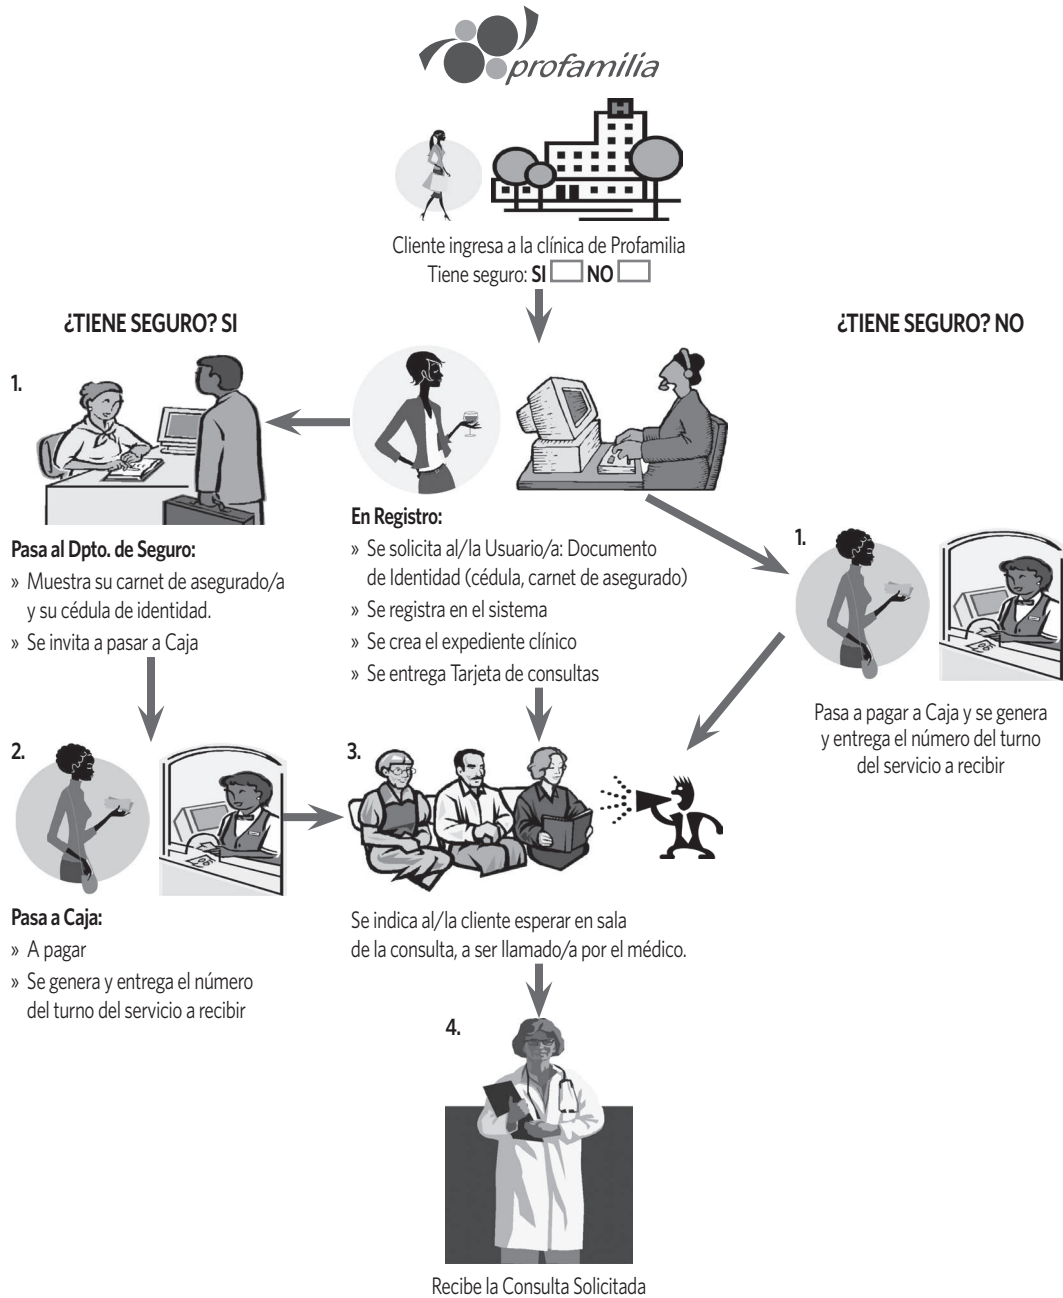 profamilia
H
Cliente ingresa a la clínica de Profamilia
Tiene seguro: SI NO
¿TIENE SEGURO? SI
¿TIENE SEGURO? NO
1.
Pasa al Dpto. de Seguro:
» Muestra su carnet de asegurado/a
y su cédula de identidad.
» Se invita a pasar a Caja
En Registro:
» Se solicita al/la Usuario/a: Documento
de Identidad (cédula, carnet de asegurado)
» Se registra en el sistema
» Se crea el expediente clínico
» Se entrega Tarjeta de consultas
1.
Pasa a pagar a Caja y se genera
y entrega el número del turno
del servicio a recibir
2.
Pasa a Caja:
» A pagar
» Se genera y entrega el número
del turno del servicio a recibir
3.
Se indica al/la cliente esperar en sala
de la consulta, a ser llamado/a por el médico.
4.
Recibe la Consulta Solicitada